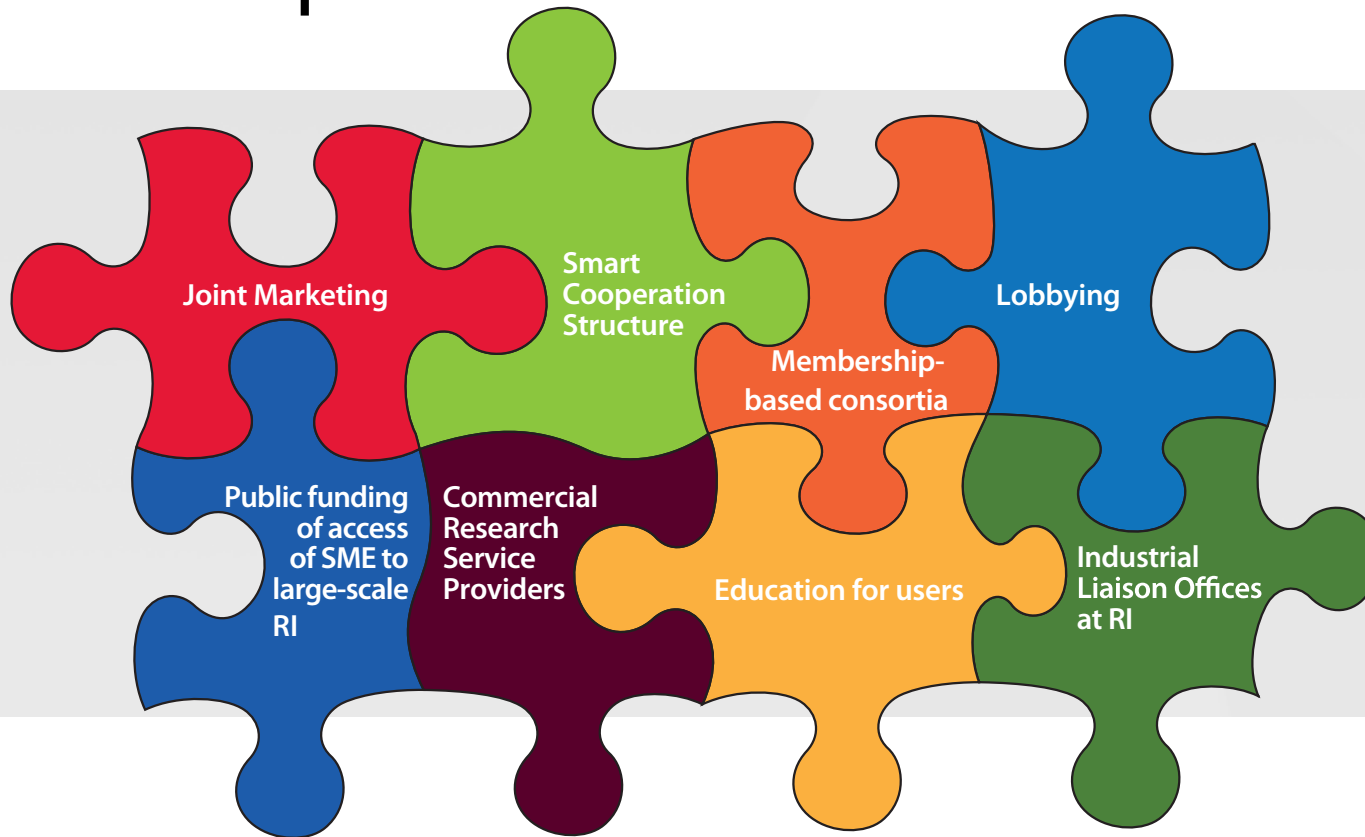 Joint Marketing
Smart
Cooperation
Structure
Membership-
based consortia
Lobbying
Public funding
of access
of SME to
large-scale
RI
Commercial
Research
Service
Providers
Education for users
Industrial
Liaison Offices
at RI